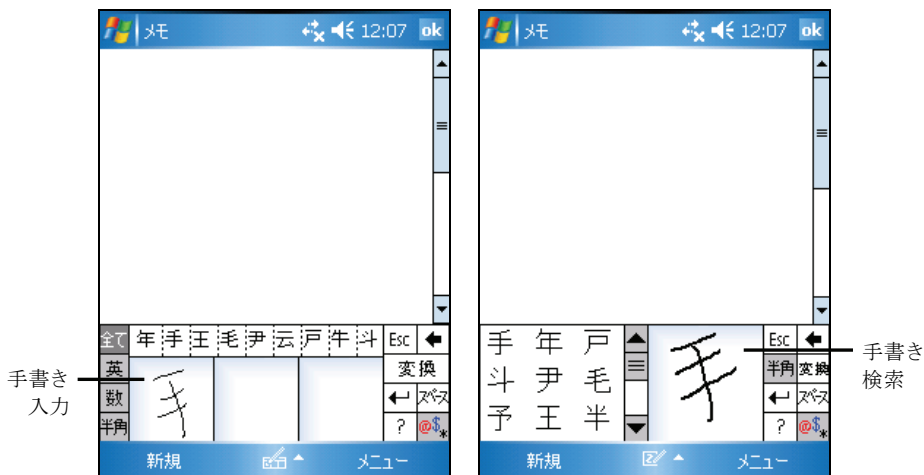 メモ 12:07 ok
全て 年 手 王 毛 尹 云 戸 牛 斗 Esc
英 変換
数 スペース
半角 ? @$*
手
新規 メニュー
手書き
入力
メモ 12:07 ok
手 年 戸 Esc
斗 尹 毛 半角 変換
予 王 半 スペース
? @$*
手
新規 メニュー
手書き
検索